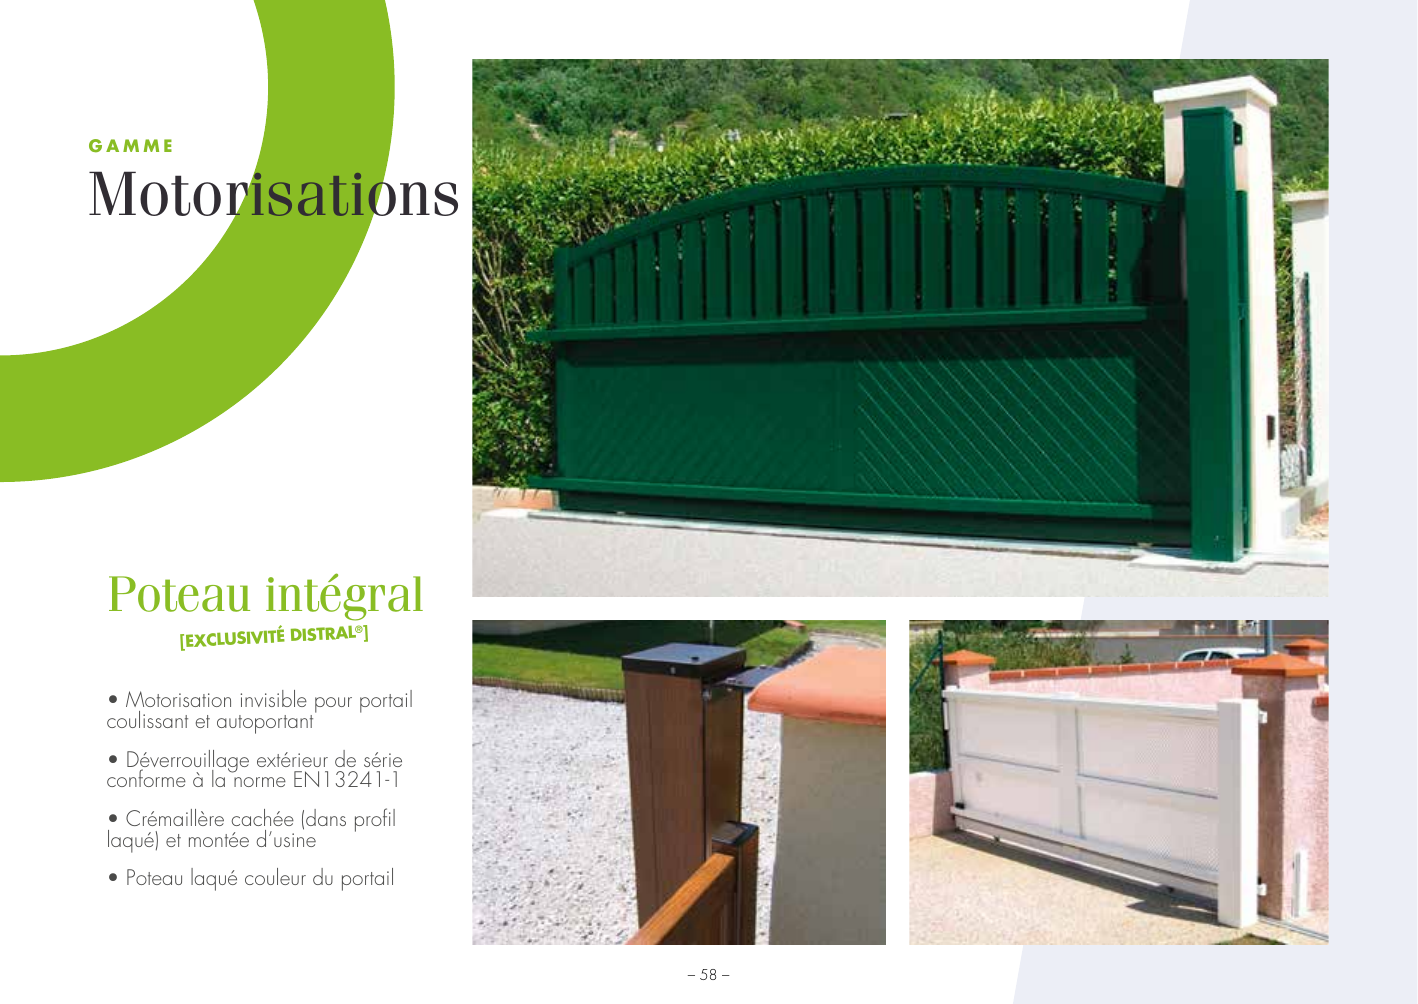 GAMME
Motorisations
Poteau intégral
[EXCLUSIVITÉ DISTRAL®]
• Motorisation invisible pour portail
coulissant et autoportant
• Déverrouillage extérieur de série
conforme à la norme EN13241-1
• Crémaillère cachée (dans profil
laqué) et montée d’usine
• Poteau laqué couleur du portail
– 58 –